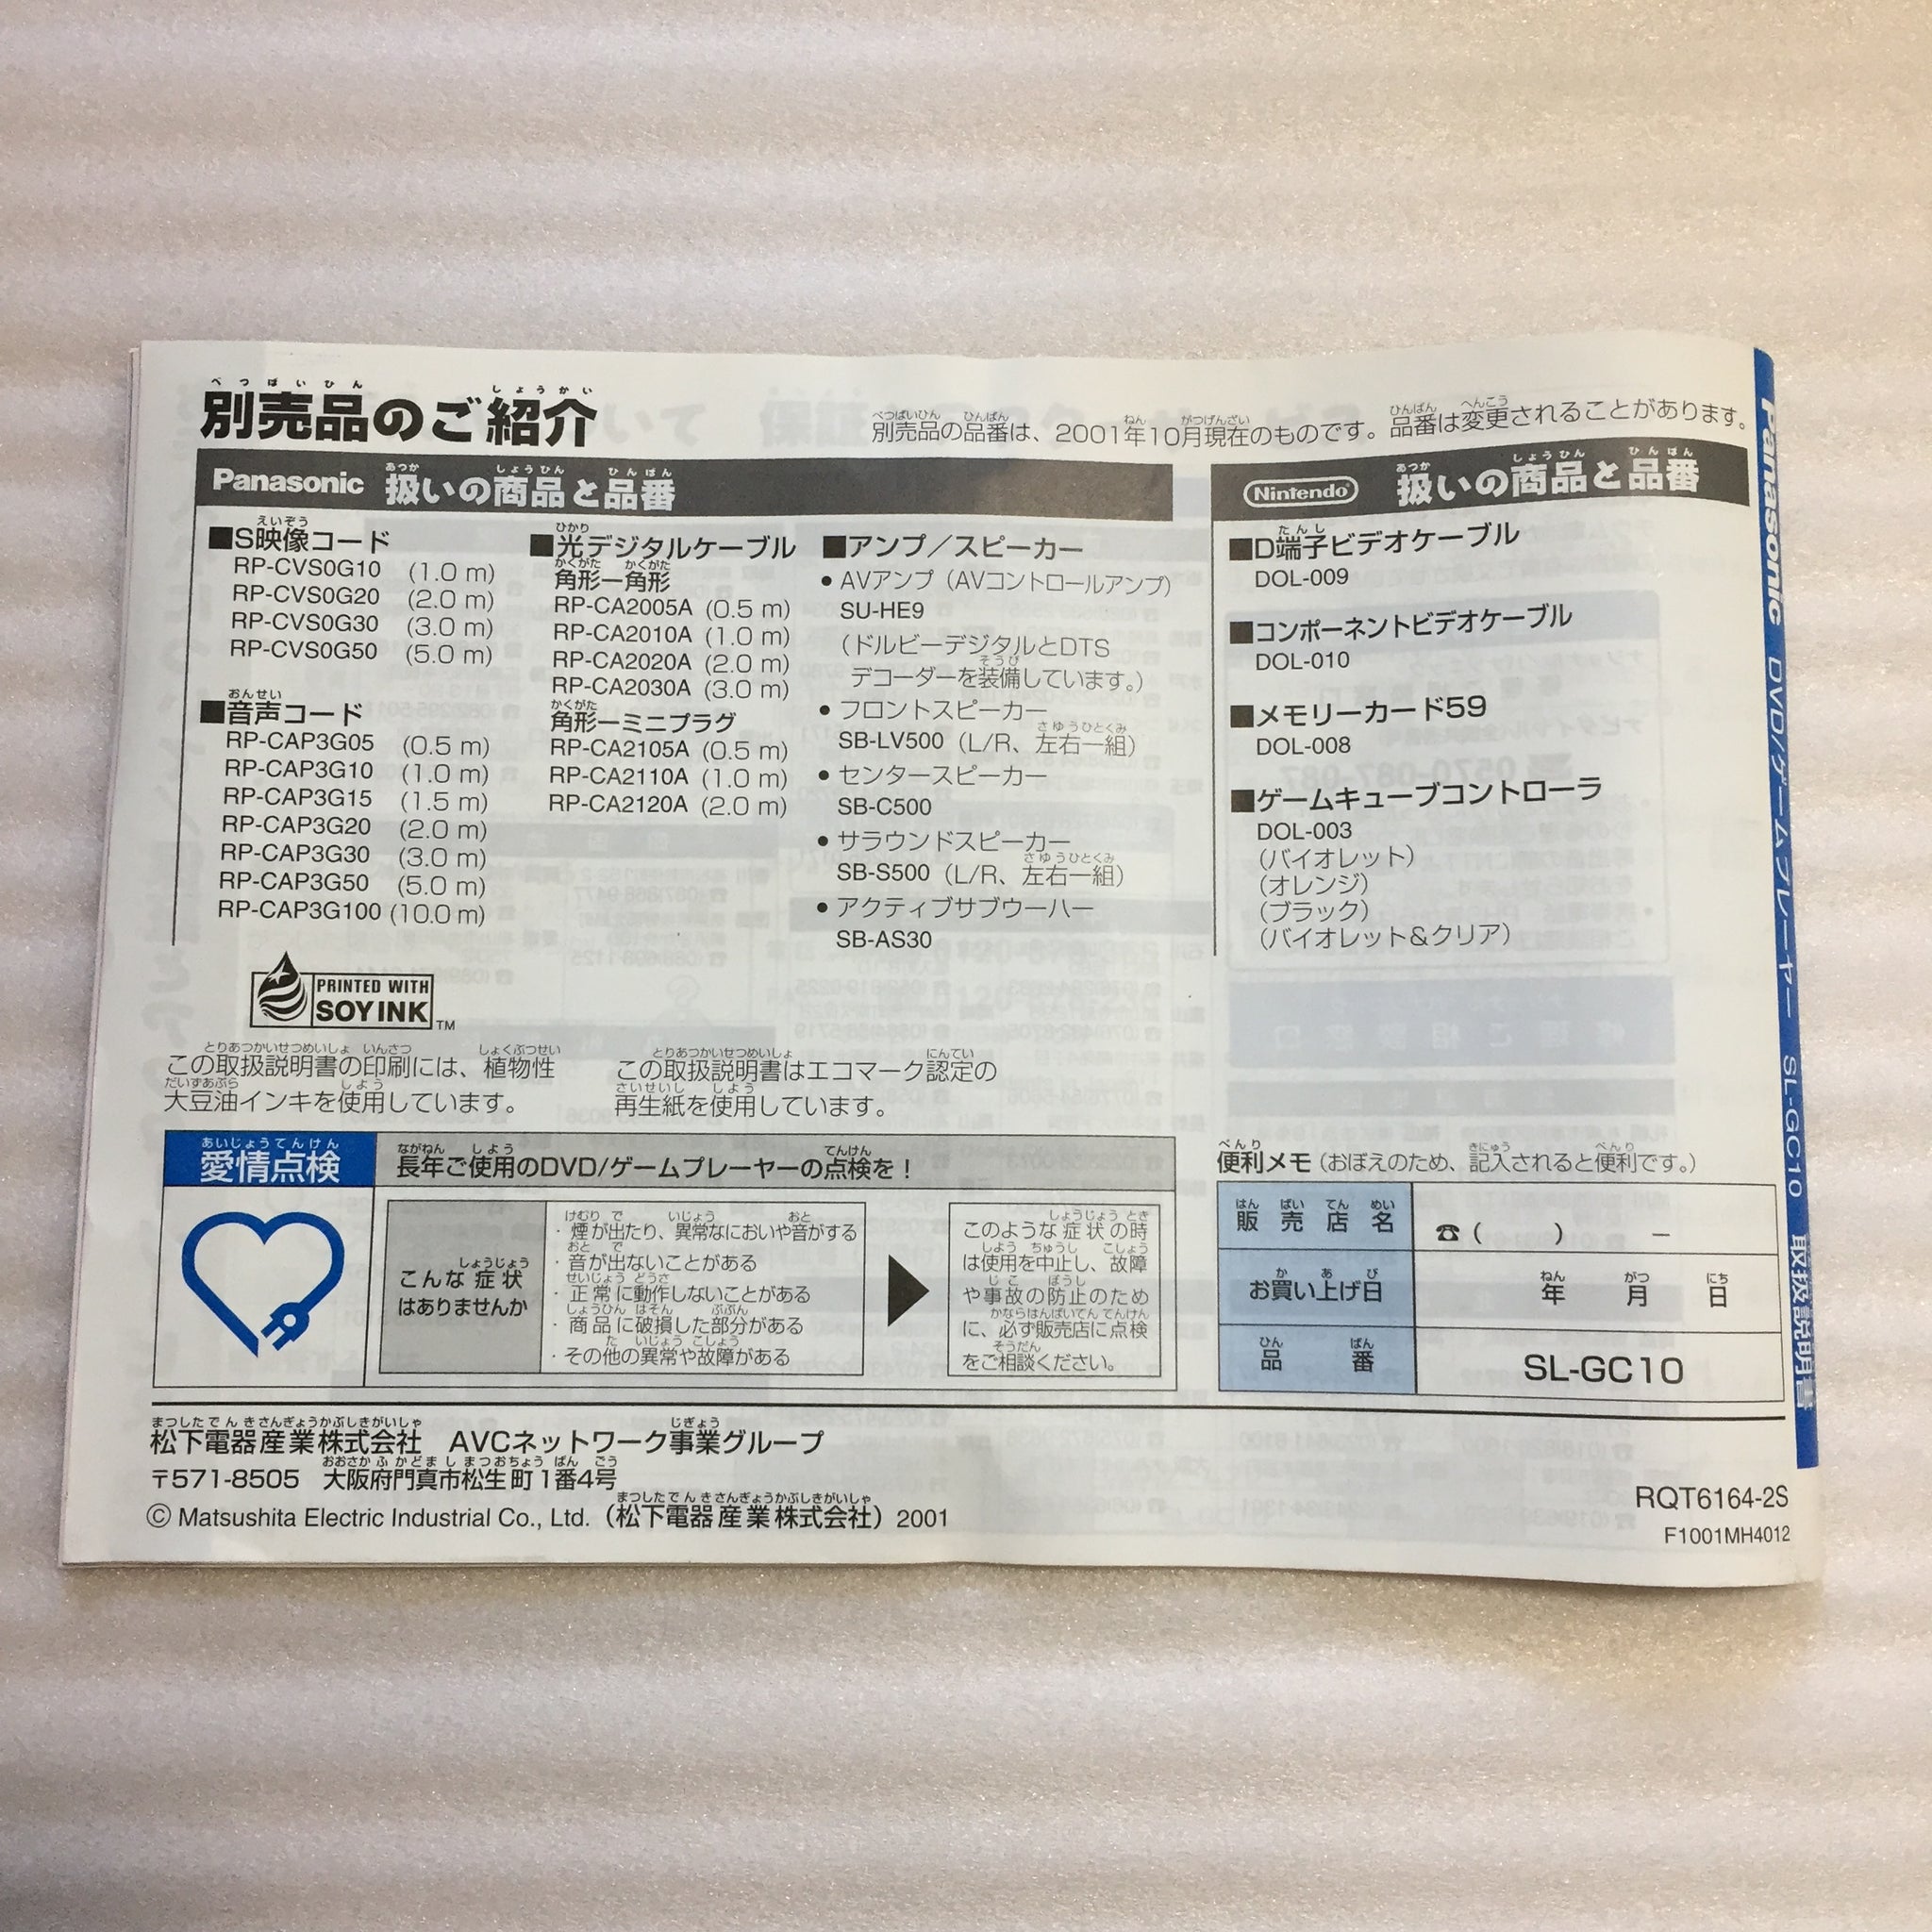 別売品のご紹介
別売品の品番は、2001年10月現在のものです。品番は変更されることがあります。
Panasonic 扱いの商品と品番
■S映像コード
RP-CVS0G10 (1.0 m)
RP-CVS0G20 (2.0 m)
RP-CVS0G30 (3.0 m)
RP-CVS0G50 (5.0 m)
■音声コード
RP-CAP3G05 (0.5 m)
RP-CAP3G10 (1.0 m)
RP-CAP3G15 (1.5 m)
RP-CAP3G20 (2.0 m)
RP-CAP3G30 (3.0 m)
RP-CAP3G50 (5.0 m)
RP-CAP3G100 (10.0 m)
■光デジタルケーブル
角形ー角形
RP-CA2005A (0.5 m)
RP-CA2010A (1.0 m)
RP-CA2020A (2.0 m)
RP-CA2030A (3.0 m)
角形ーミニプラグ
RP-CA2105A (0.5 m)
RP-CA2110A (1.0 m)
RP-CA2120A (2.0 m)
■アンプ／スピーカー
● AVアンプ（AVコントロールアンプ）
SU-HE9
（ドルビーデジタルとDTS
デコーダーを装備しています。）
● フロントスピーカー
SB-LV500（L/R、左右一組）
● センタースピーカー
SB-C500
● サラウンドスピーカー
SB-S500（L/R、左右一組）
● アクティブサブウーハー
SB-AS30
Nintendo 扱いの商品と品番
■D端子ビデオケーブル
DOL-009
■コンポーネントビデオケーブル
DOL-010
■メモリーカード59
DOL-008
■ゲームキューブコントローラ
DOL-003
（バイオレット）
（オレンジ）
（ブラック）
（バイオレット&クリア）
PRINTED WITH
SOY INK TM
この取扱説明書の印刷には、植物性
大豆油インキを使用しています。
この取扱説明書はエコマーク認定の
再生紙を使用しています。
愛情点検
長年ご使用のDVD/ゲームプレーヤーの点検を！
こんな症状
はありませんか
・煙が出たり、異常なにおいや音がする
・音が出ないことがある
・正常に動作しないことがある
・商品に破損した部分がある
・その他の異常や故障がある
このような症状の時
は使用を中止し、故障
や事故の防止のため
に、必ず販売店に点検
をご相談ください。
便利メモ（おぼえのため、記入されると便利です。）
販売店名 ☎（ ） －
お買い上げ日 年 月 日
品番 SL-GC10
松下電器産業株式会社 AVCネットワーク事業グループ
〒571-8505 大阪府門真市松生町1番4号
© Matsushita Electric Industrial Co., Ltd.（松下電器産業株式会社）2001
RQT6164-2S
F1001MH4012
Panasonic DVD/ゲームプレーヤー SL-GC10 取扱説明書